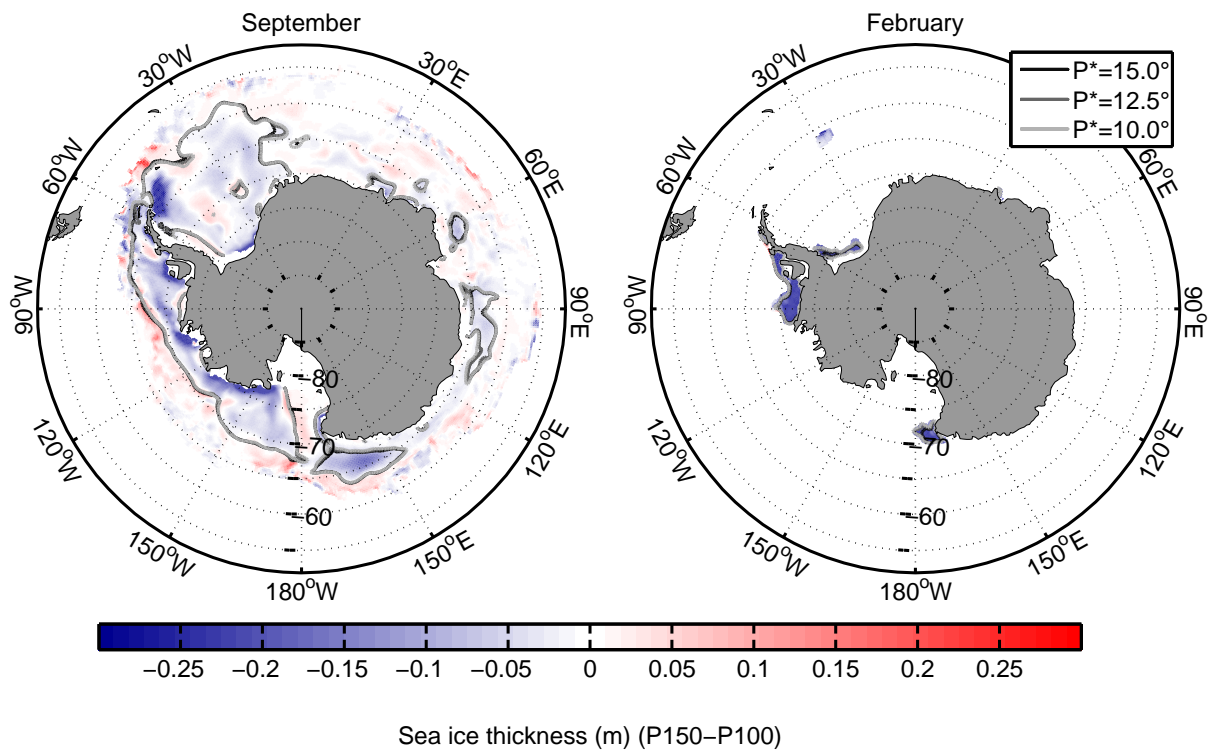 September
February
30°W
30°E
60°W
60°E
90°W
90°E
120°W
120°E
150°W
150°E
180°W
−80
−70
−60
30°W
60°W
60°E
90°W
90°E
120°W
120°E
150°W
150°E
180°W
−80
−70
−60
P*=15.0°
P*=12.5°
P*=10.0°
−0.25 −0.2 −0.15 −0.1 −0.05 0 0.05 0.1 0.15 0.2 0.25
Sea ice thickness (m) (P150−P100)